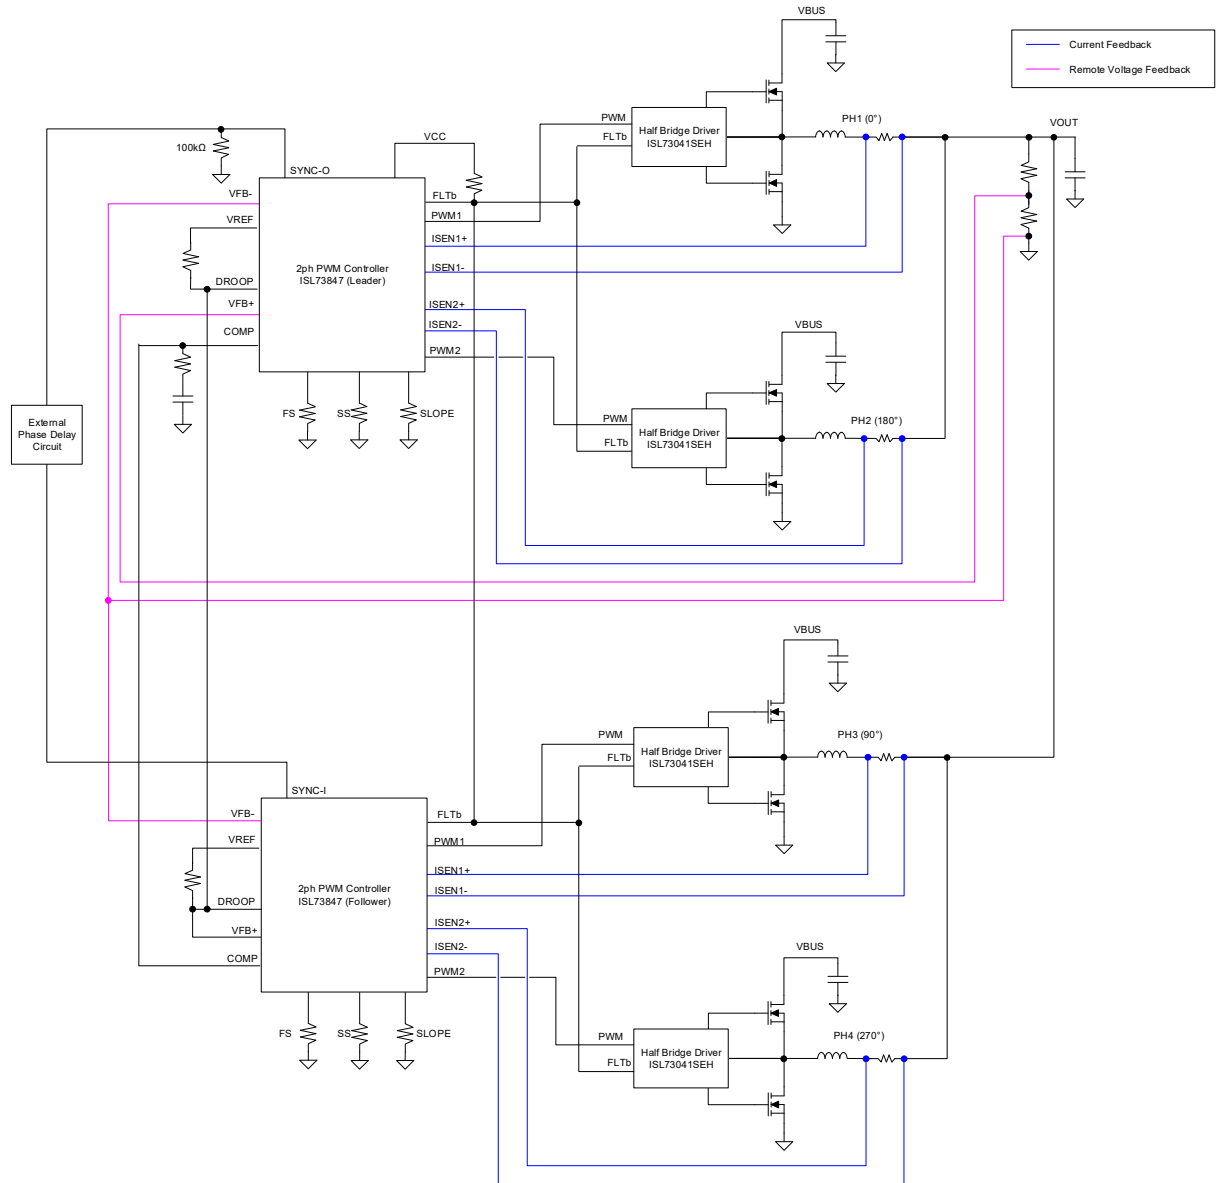 VBUS
Current Feedback
Remote Voltage Feedback
PWM
FLTb
Half Bridge Driver
ISL73041SEH
PH1 (0°)
VOUT
100kΩ
VCC
SYNC-O
VFB-
VREF
DROOP
VFB+
COMP
2ph PWM Controller
ISL73847 (Leader)
FLTb
PWM1
ISEN1+
ISEN1-
ISEN2+
ISEN2-
PWM2
FS
SS
SLOPE
VBUS
PWM
FLTb
Half Bridge Driver
ISL73041SEH
PH2 (180°)
External
Phase Delay
Circuit
VBUS
PWM
FLTb
Half Bridge Driver
ISL73041SEH
PH3 (90°)
SYNC-I
VFB-
VREF
DROOP
VFB+
COMP
2ph PWM Controller
ISL73847 (Follower)
FLTb
PWM1
ISEN1+
ISEN1-
ISEN2+
ISEN2-
PWM2
FS
SS
SLOPE
VBUS
PWM
FLTb
Half Bridge Driver
ISL73041SEH
PH4 (270°)